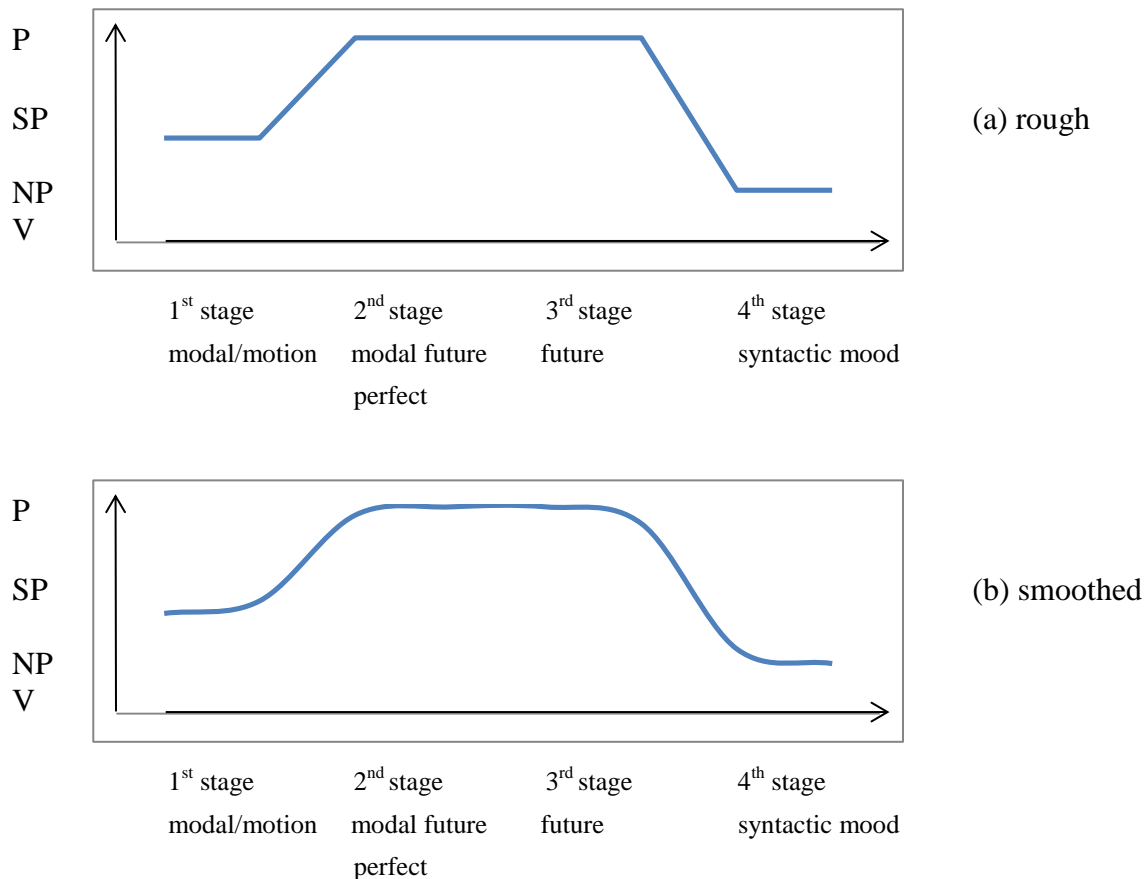 P
SP
(a) rough
NP
V
1st stage 2nd stage 3rd stage 4th stage
modal/motion modal future future syntactic mood
perfect
P
SP
(b) smoothed
NP
V
1st stage 2nd stage 3rd stage 4th stage
modal/motion modal future future syntactic mood
perfect